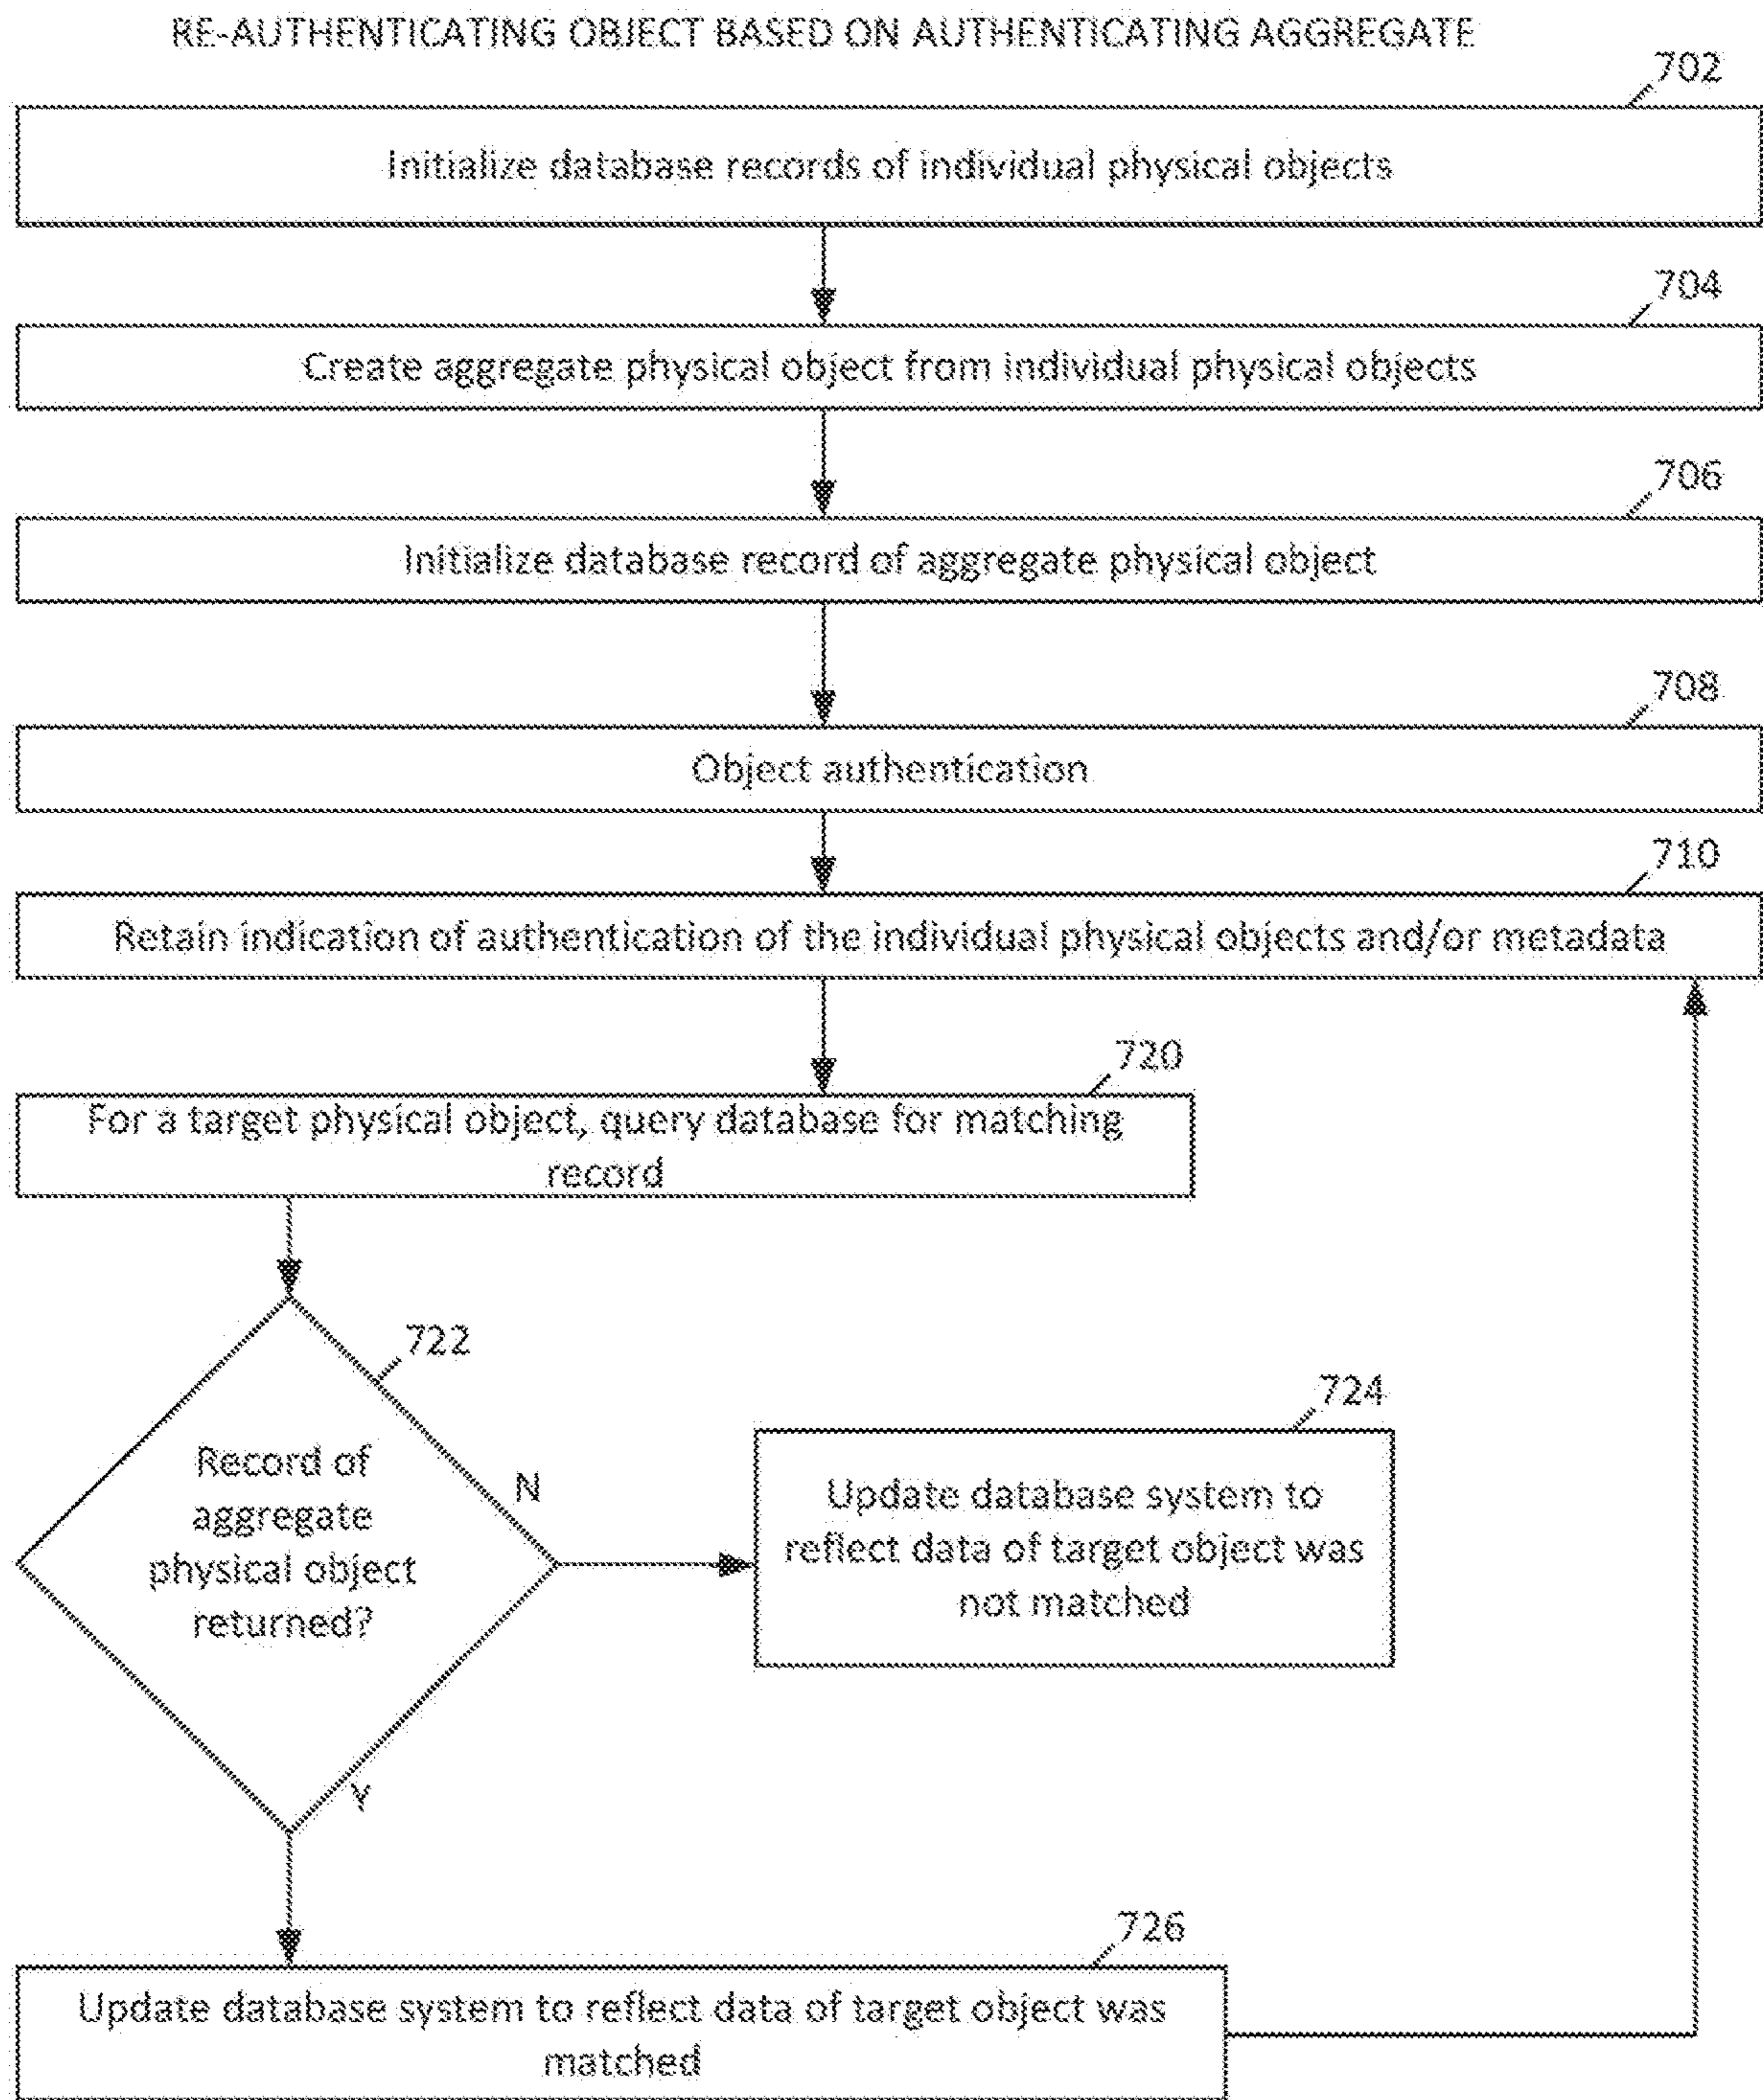 RE-AUTHENTICATING OBJECT BASED ON AUTHENTICATING AGGREGATE
702
Initialize database records of individual physical objects
704
Create aggregate physical object from individual physical objects
706
Initialize database record of aggregate physical object
708
Object authentication
710
Retain indication of authentication of the individual physical objects and/or metadata
720
For a target physical object, query database for matching
record
722
Record of
aggregate
physical object
returned?
N
724
Update database system to
reflect data of target object was
not matched
Y
726
Update database system to reflect data of target object was
matched